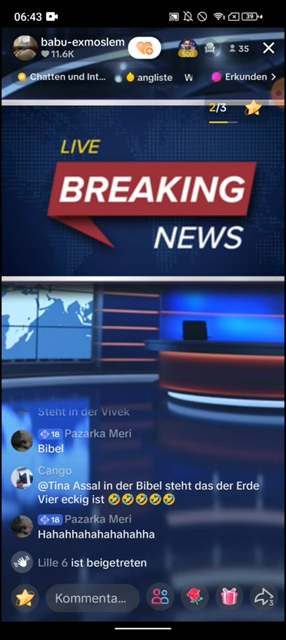 06:43
39
babu-exmoslem
11.6K
500
35
Chatten und Int...
angliste
Erkunden
2/3
LIVE
BREAKING
NEWS
Steht in der Vivek
18 Pazarka Meri
Bibel
Cango
@Tina Assal in der Bibel steht das der Erde
Vier eckig ist 🤣🤣🤣🤣🤣
18 Pazarka Meri
Hahahhahahahahahha
Lille 6 ist beigetreten
Kommenta...
3